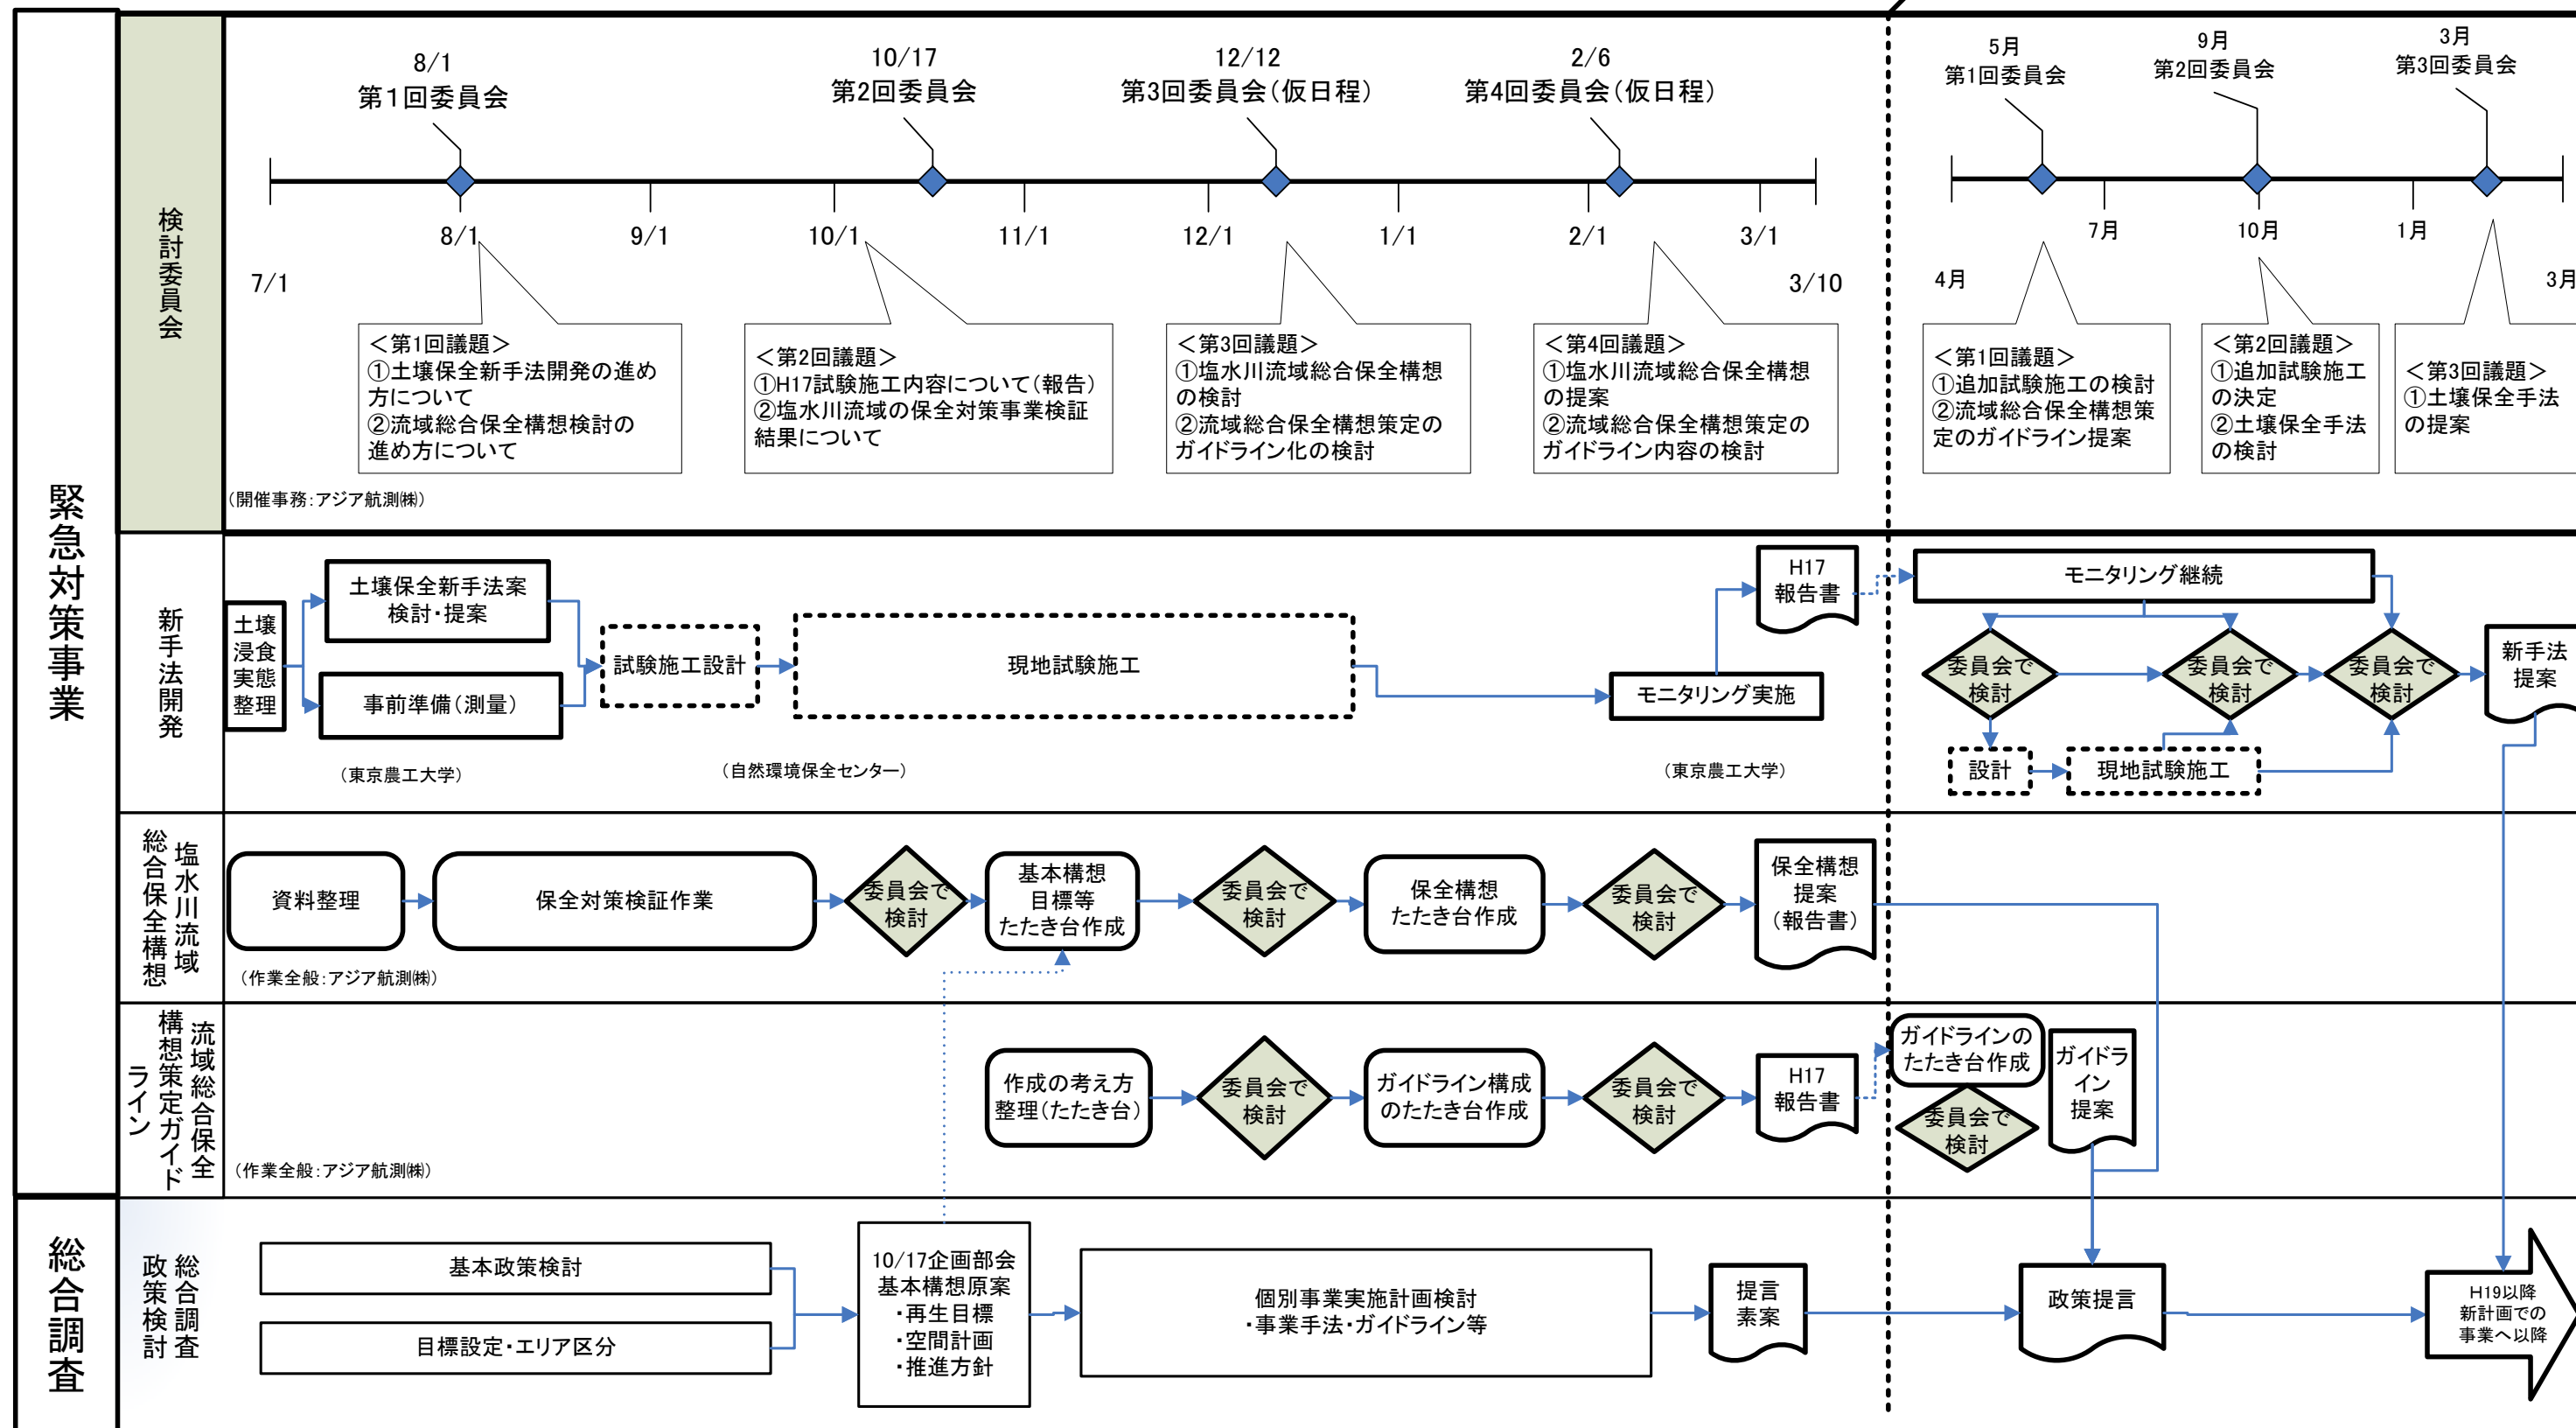 緊急対策事業
検討委員会
8/1
第１回委員会
10/17
第2回委員会
12/12
第3回委員会(仮日程)
2/6
第4回委員会(仮日程)
5月
第1回委員会
9月
第2回委員会
3月
第3回委員会
8/1
9/1
10/1
11/1
12/1
1/1
2/1
3/1
7月
10月
1月
7/1
3/10
4月
3月
＜第1回議題＞
①土壌保全新手法開発の進め
方について
②流域総合保全構想検討の
進め方について
＜第2回議題＞
①H17試験施工内容について(報告)
②塩水川流域の保全対策事業検証
結果について
＜第3回議題＞
①塩水川流域総合保全構想
の検討
②流域総合保全構想策定の
ガイドライン化の検討
＜第4回議題＞
①塩水川流域総合保全構想
の提案
②流域総合保全構想策定の
ガイドライン内容の検討
＜第1回議題＞
①追加試験施工の検討
②流域総合保全構想策
定のガイドライン提案
＜第2回議題＞
①追加試験施工
の決定
②土壌保全手法
の検討
＜第3回議題＞
①土壌保全手法
の提案
(開催事務:アジア航測㈱)
新手法開発
土壌
浸食
実態
整理
土壌保全新手法案
検討・提案
事前準備(測量)
試験施工設計
現地試験施工
モニタリング実施
H17
報告書
モニタリング継続
委員会で
検討
委員会で
検討
委員会で
検討
新手法
提案
設計
現地試験施工
(東京農工大学)
(自然環境保全センター)
(東京農工大学)
塩水川流域
総合保全構想
資料整理
保全対策検証作業
委員会で
検討
基本構想
目標等
たたき台作成
委員会で
検討
保全構想
たたき台作成
委員会で
検討
保全構想
提案
(報告書)
(作業全般:アジア航測㈱)
流域総合保全
構想策定ガイド
ライン
作成の考え方
整理(たたき台)
委員会で
検討
ガイドライン構成
のたたき台作成
委員会で
検討
H17
報告書
ガイドラインの
たたき台作成
委員会で
検討
ガイドラ
イン
提案
(作業全般:アジア航測㈱)
総合調査
総合調査
政策検討
基本政策検討
目標設定・エリア区分
10/17企画部会
基本構想原案
・再生目標
・空間計画
・推進方針
個別事業実施計画検討
・事業手法・ガイドライン等
提言
素案
政策提言
H19以降
新計画での
事業へ以降